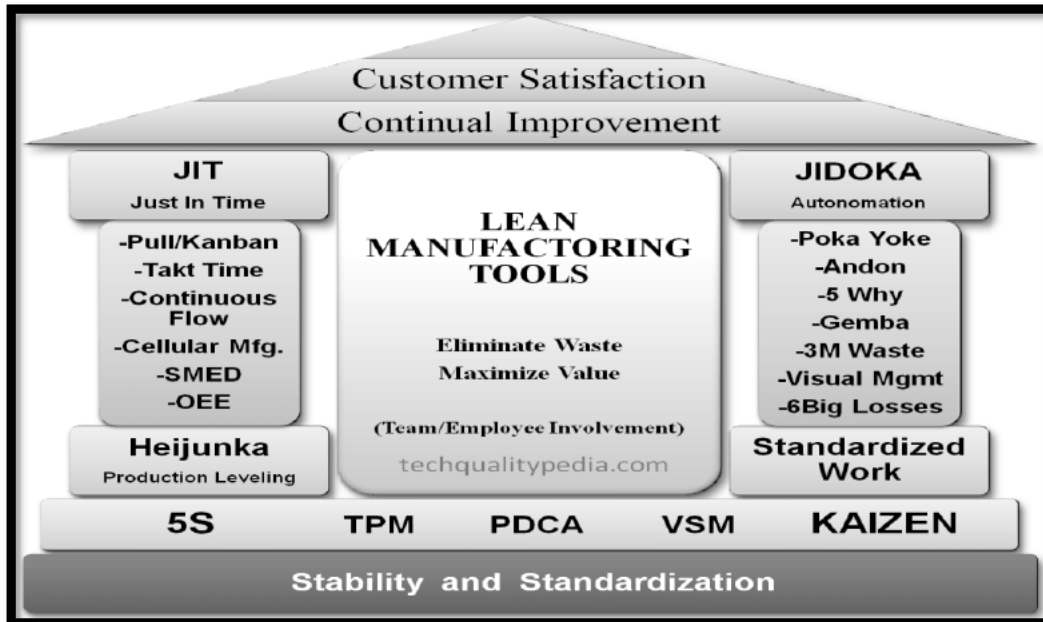 Customer Satisfaction
Continual Improvement
JIT
Just In Time
-Pull/Kanban
-Takt Time
-Continuous
Flow
-Cellular Mfg.
-SMED
-OEE
Heijunka
Production Leveling
LEAN
MANUFACTORING
TOOLS
Eliminate Waste
Maximize Value
(Team/Employee Involvement)
techqualitypedia.com
JIDOKA
Autonomation
-Poka Yoke
-Andon
-5 Why
-Gemba
-3M Waste
-Visual Mgmt
-6Big Losses
Standardized
Work
5S TPM PDCA VSM KAIZEN
Stability and Standardization